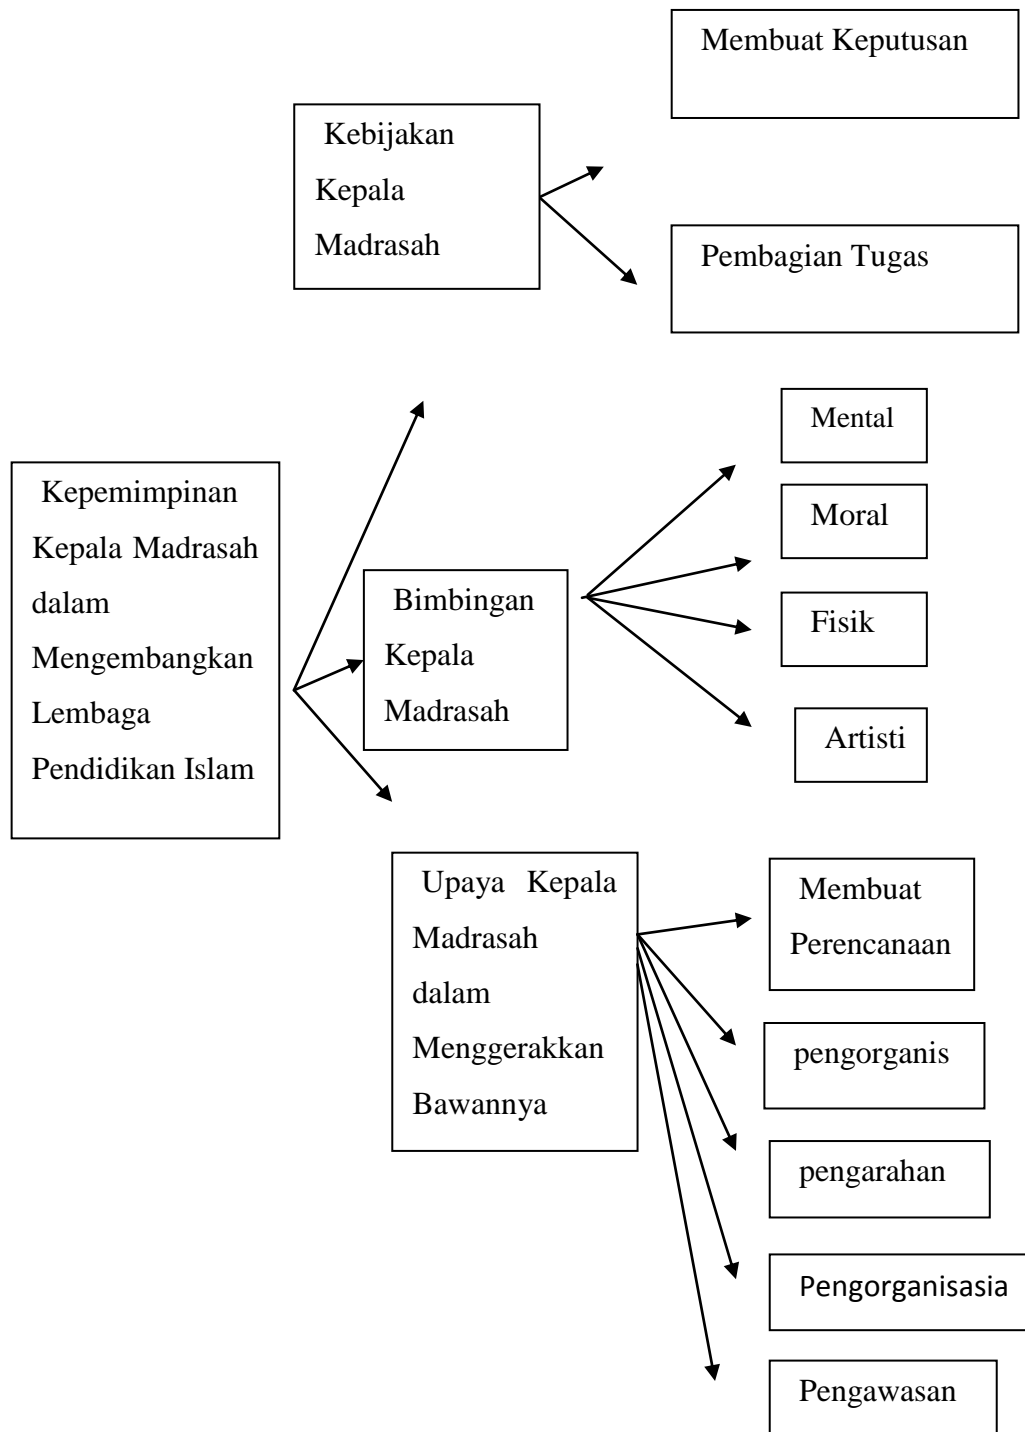 Membuat Keputusan
Kebijakan
Kepala
Madrasah
Pembagian Tugas
Mental
Kepemimpinan
Kepala Madrasah
dalam
Mengembangkan
Lembaga
Pendidikan Islam
Moral
Bimbingan
Kepala
Madrasah
Fisik
Artisti
Upaya Kepala
Madrasah
dalam
Menggerakkan
Bawannya
Membuat
Perencanaan
pengorganis
pengarahan
Pengorganisasia
Pengawasan